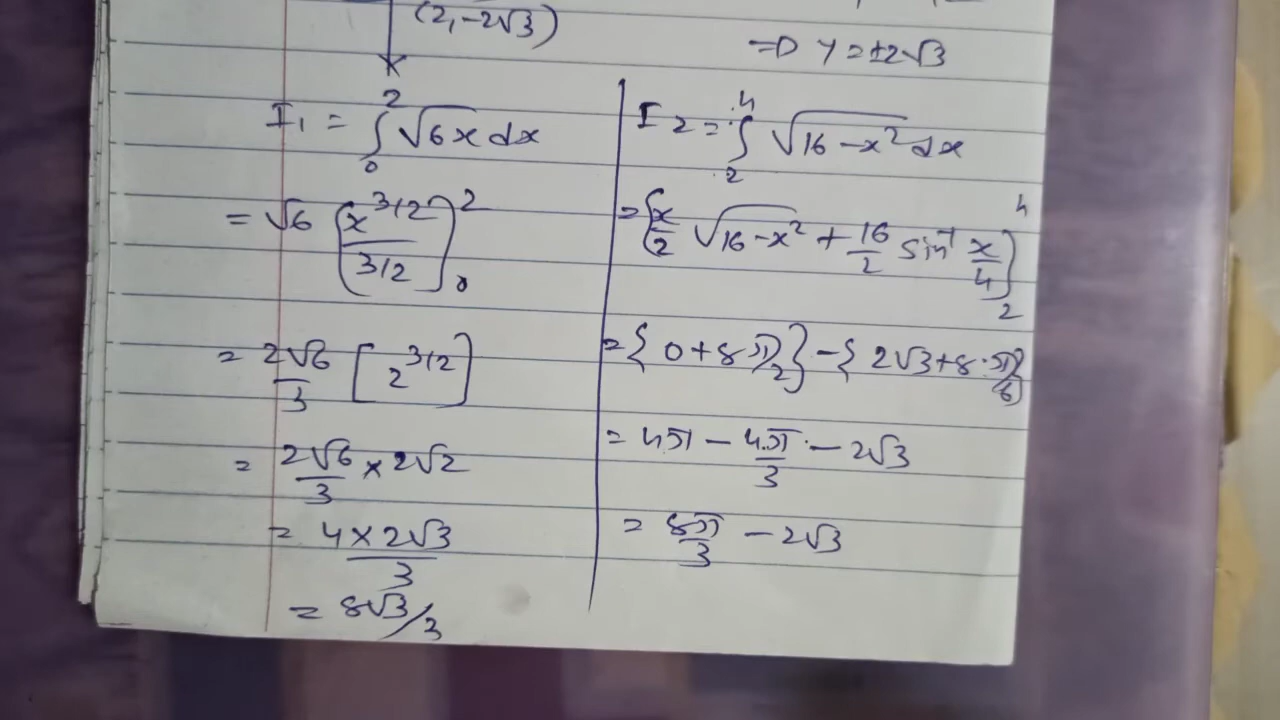 (2, -2√3)
=D y = ±2√3
I₁ = ∫₀² √6x dx
= √6 [x^3/2 / 3/2]₀²
= 2√6/3 [2^3/2]
= 2√6/3 × 2√2
= 4×2√3/3
= 8√3/3
I2 = ∫₂⁴ √(16-x²) dx
= [x/2 √(16-x²) + 16/2 sin⁻¹ x/4]₂⁴
= {0+8π/2} - {2√3+8·π/6}
= 4π - 4π/3 - 2√3
= 8π/3 - 2√3